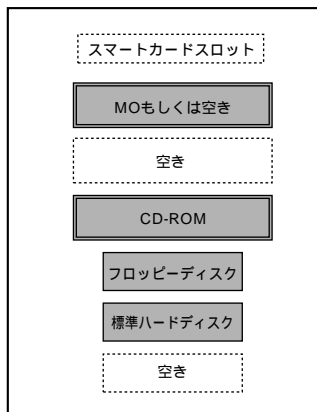 スマートカードスロット
MOもしくは空き
空き
CD-ROM
フロッピーディスク
標準ハードディスク
空き